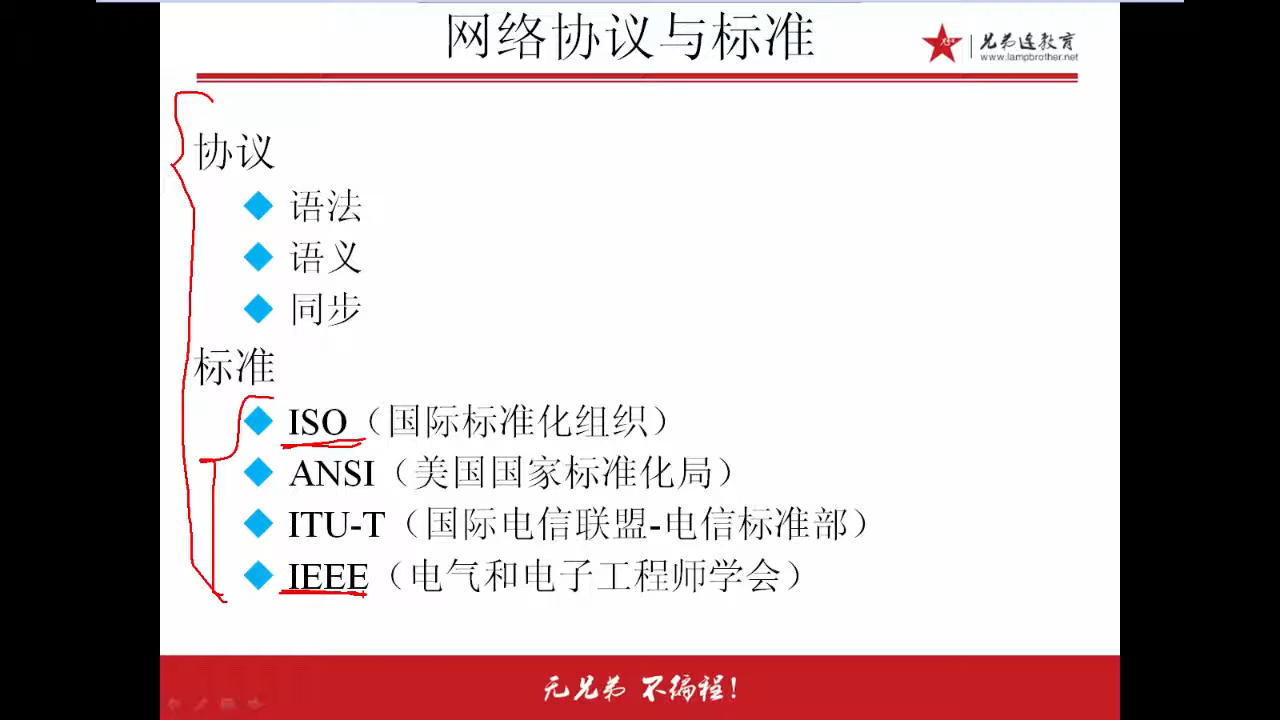 网络协议与标准
兄弟连教育
www.lampbrother.net
协议
语法
语义
同步
标准
ISO（国际标准化组织）
ANSI（美国国家标准化局）
ITU-T（国际电信联盟-电信标准部）
IEEE（电气和电子工程师学会）
无兄弟 不编程！